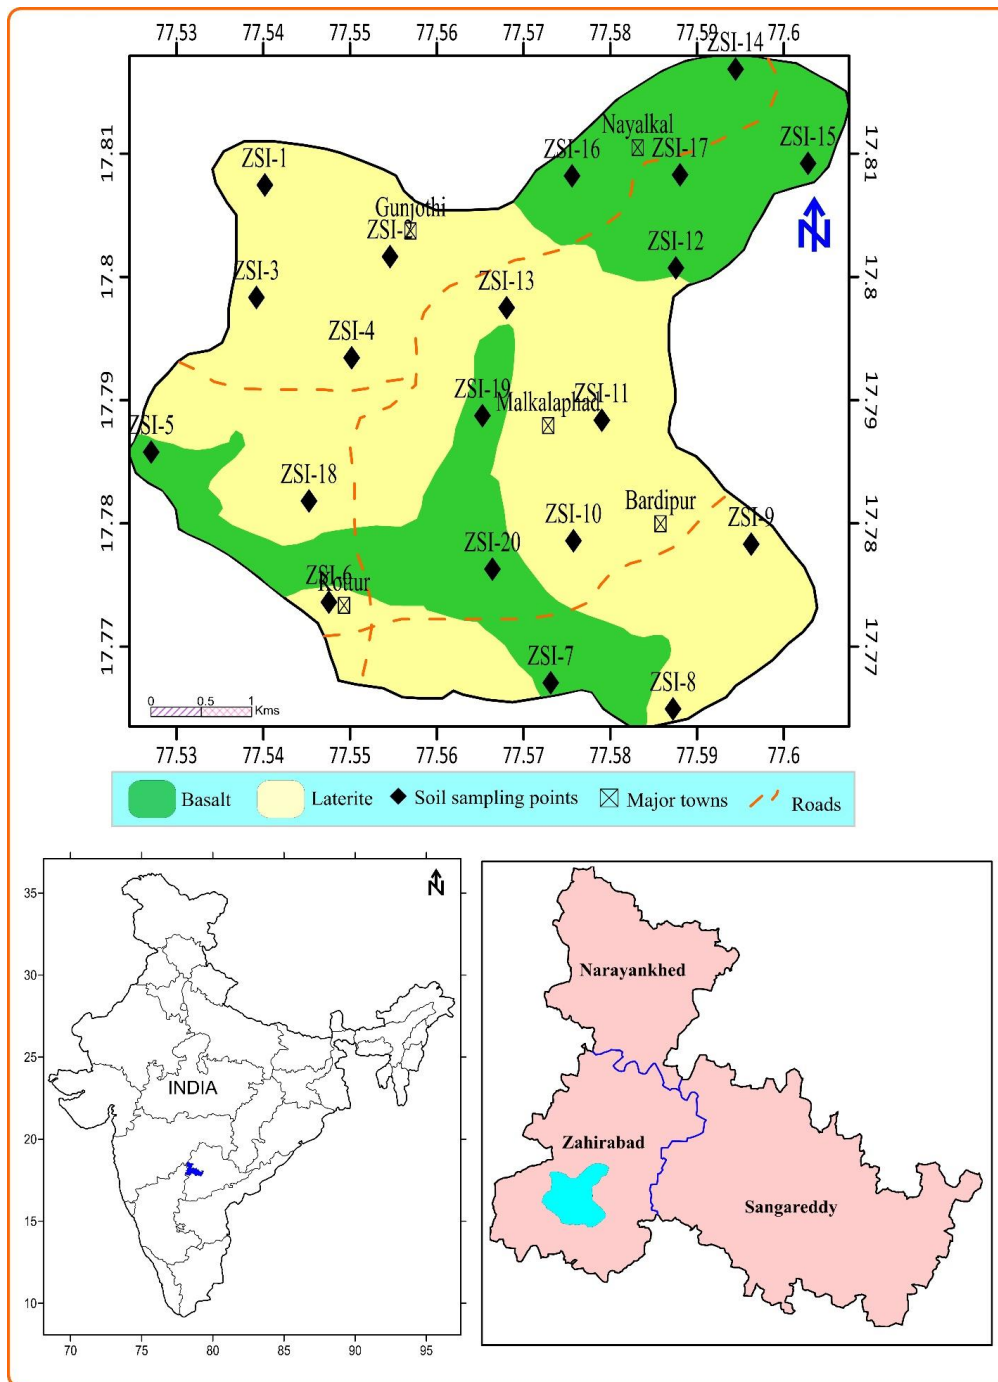 77.53 77.54 77.55 77.56 77.57 77.58 77.59 77.6
ZSI-14
17.81
17.81
Nayalkal
ZSI-15
ZSI-16
ZSI-17
ZSI-1
Gunjothi
ZSI-2
ZSI-12
N
17.8
17.8
ZSI-3
ZSI-13
ZSI-4
17.79
17.79
ZSI-19
Malkalaphad
ZSI-11
ZSI-5
ZSI-18
Bardipur
17.78
17.78
ZSI-10
ZSI-9
ZSI-20
ZSI-6
Kottur
17.77
17.77
ZSI-7
ZSI-8
0 0.5 1
Kms
77.53 77.54 77.55 77.56 77.57 77.58 77.59 77.6
Basalt Laterite Soil sampling points Major towns Roads
N
35
30
25
20
15
10
INDIA
70 75 80 85 90 95
Narayankhed
Zahirabad
Sangareddy